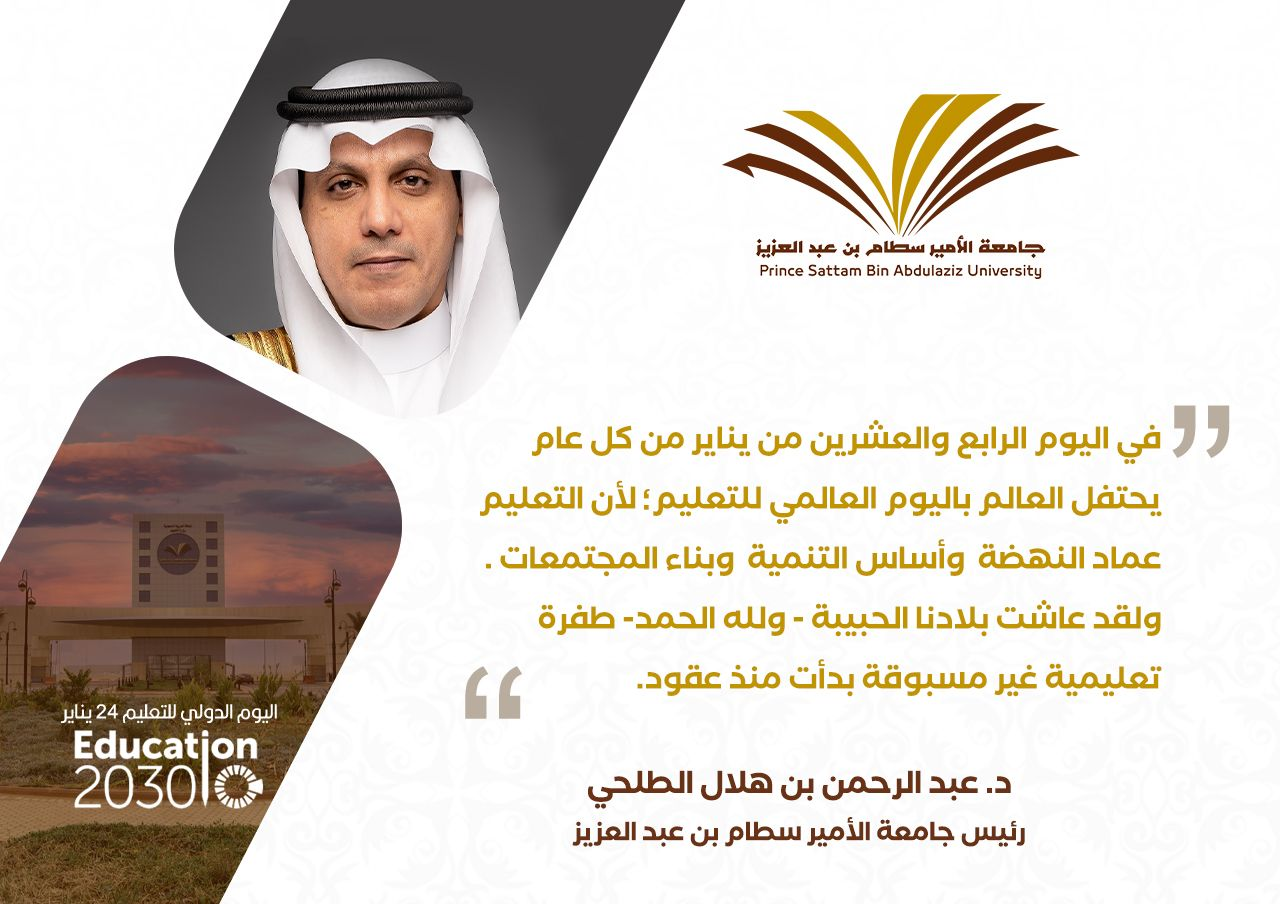 جامعة الأمير سطام بن عبد العزيز
Prince Sattam Bin Abdulaziz University
في اليوم الرابع والعشرين من يناير من كل عام
يحتفل العالم باليوم العالمي للتعليم؛ لأن التعليم
عماد النهضة وأساس التنمية وبناء المجتمعات .
ولقد عاشت بلادنا الحبيبة - ولله الحمد- طفرة
تعليمية غير مسبوقة بدأت منذ عقود.
د. عبد الرحمن بن هلال الطلحي
رئيس جامعة الأمير سطام بن عبد العزيز
اليوم الدولي للتعليم 24 يناير
Education
2030